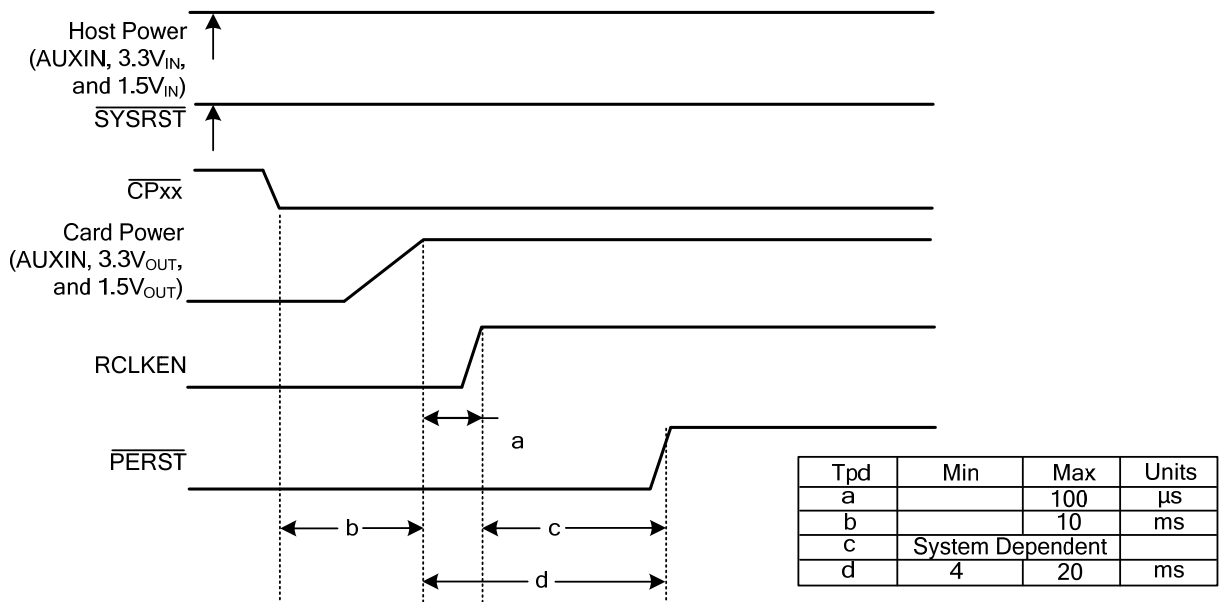 Host Power
(AUXIN, 3.3VIN,
and 1.5VIN)
SYSRST
CPxx
Card Power
(AUXIN, 3.3VOUT,
and 1.5VOUT)
RCLKEN
a
PERST
b
c
d
Tpd Min Max Units
a 100 µs
b 10 ms
c System Dependent
d 4 20 ms